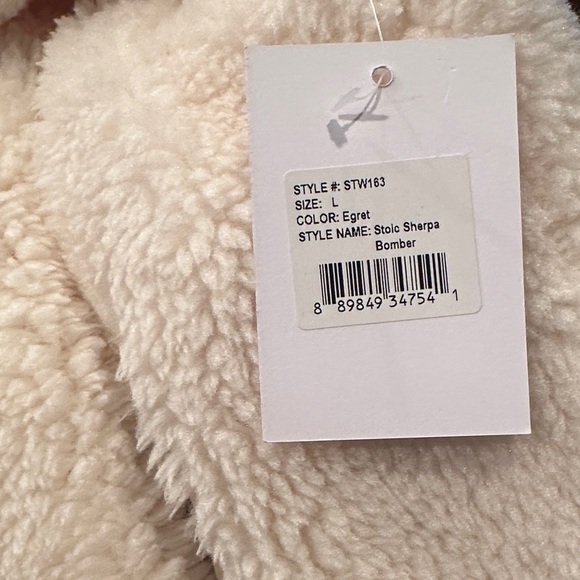 STYLE #: STW163
SIZE: L
COLOR: Egret
STYLE NAME: Stoic Sherpa
Bomber
8 89849 34754 1